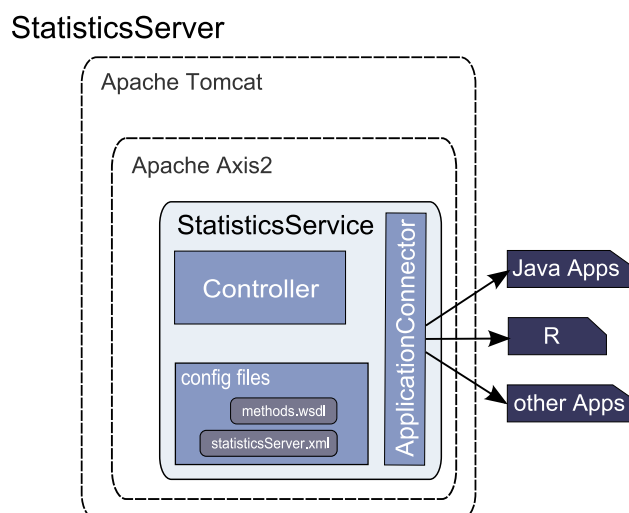 StatisticsServer
Apache Tomcat
Apache Axis2
StatisticsService
Controller
config files
methods.wsdl
statisticsServer.xml
ApplicationConnector
Java Apps
R
other Apps